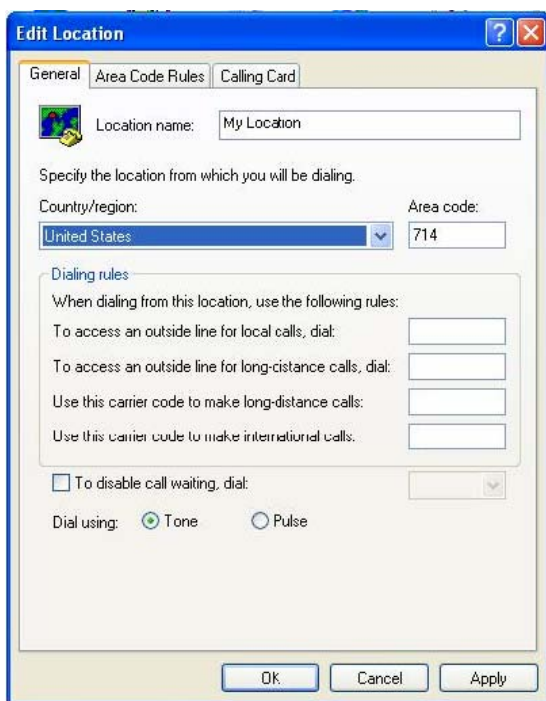 Edit Location
General
Area Code Rules
Calling Card
Location name:
My Location
Specify the location from which you will be dialing.
Country/region:
Area code:
United States
714
Dialing rules
When dialing from this location, use the following rules:
To access an outside line for local calls, dial:
To access an outside line for long-distance calls, dial:
Use this carrier code to make long-distance calls:
Use this carrier code to make international calls.
To disable call waiting, dial:
Dial using:
Tone
Pulse
OK
Cancel
Apply